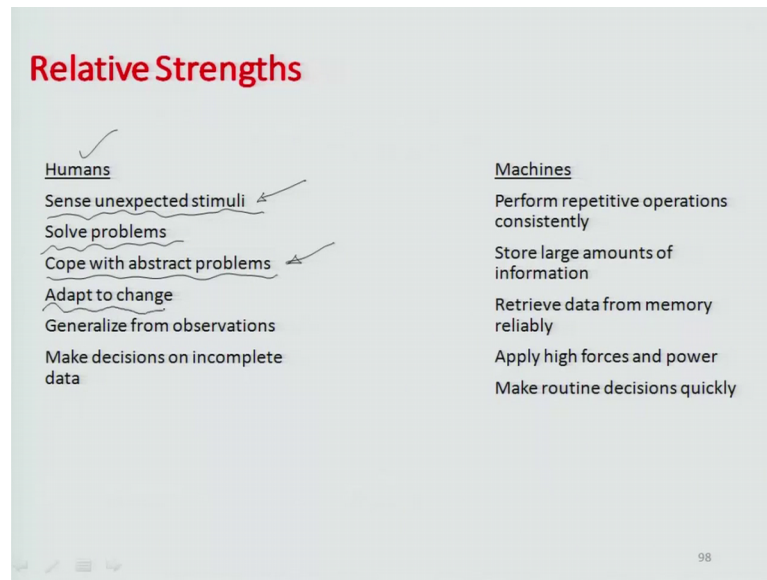 Relative Strengths
Humans
Sense unexpected stimuli
Solve problems
Cope with abstract problems
Adapt to change
Generalize from observations
Make decisions on incomplete
data
Machines
Perform repetitive operations
consistently
Store large amounts of
information
Retrieve data from memory
reliably
Apply high forces and power
Make routine decisions quickly
98